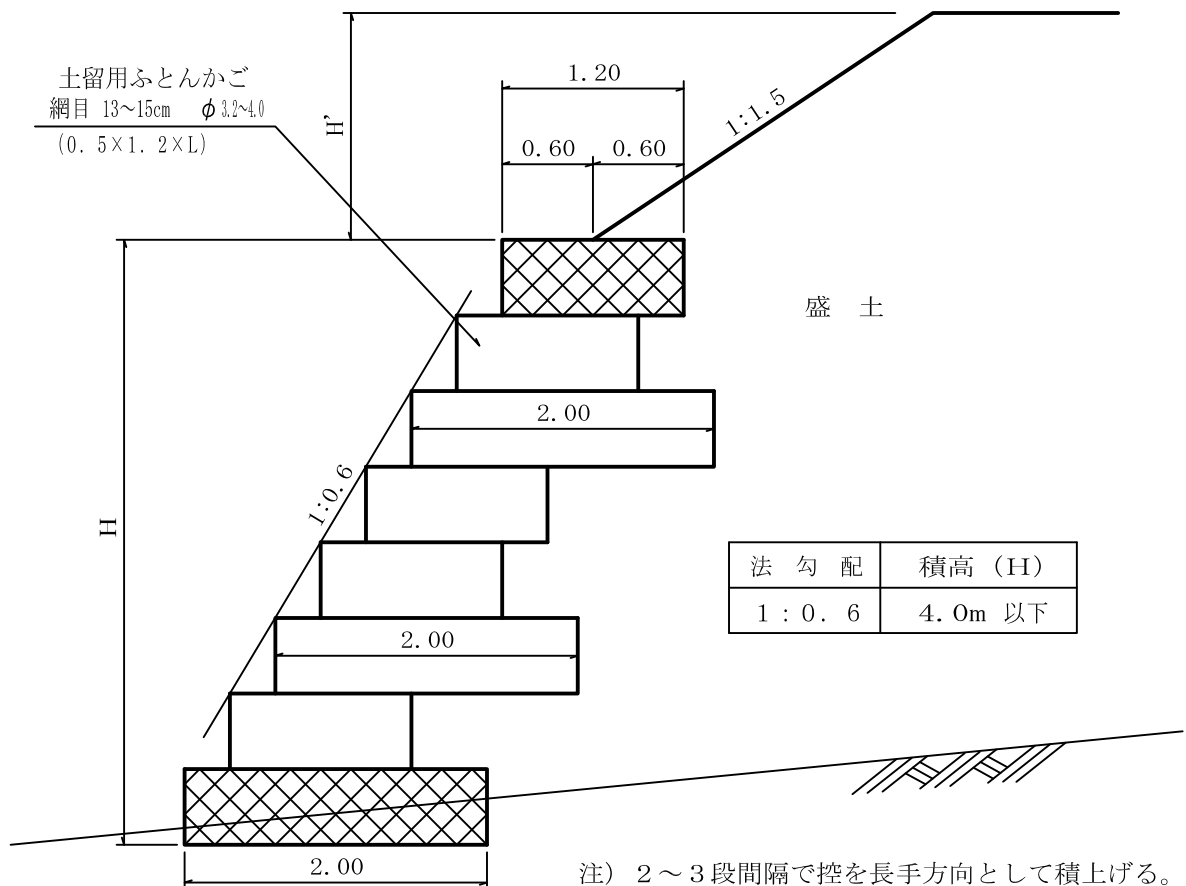 土留用ふとんかご
網目 13~15cm φ3.2~4.0
(0.5×1.2×L)
H'
1.20
0.60
0.60
1:1.5
盛 土
2.00
1:0.6
H
法 勾 配 積高 (H)
1 : 0. 6 4.0m 以下
2.00
2.00
注) 2~3段間隔で控を長手方向として積上げる。